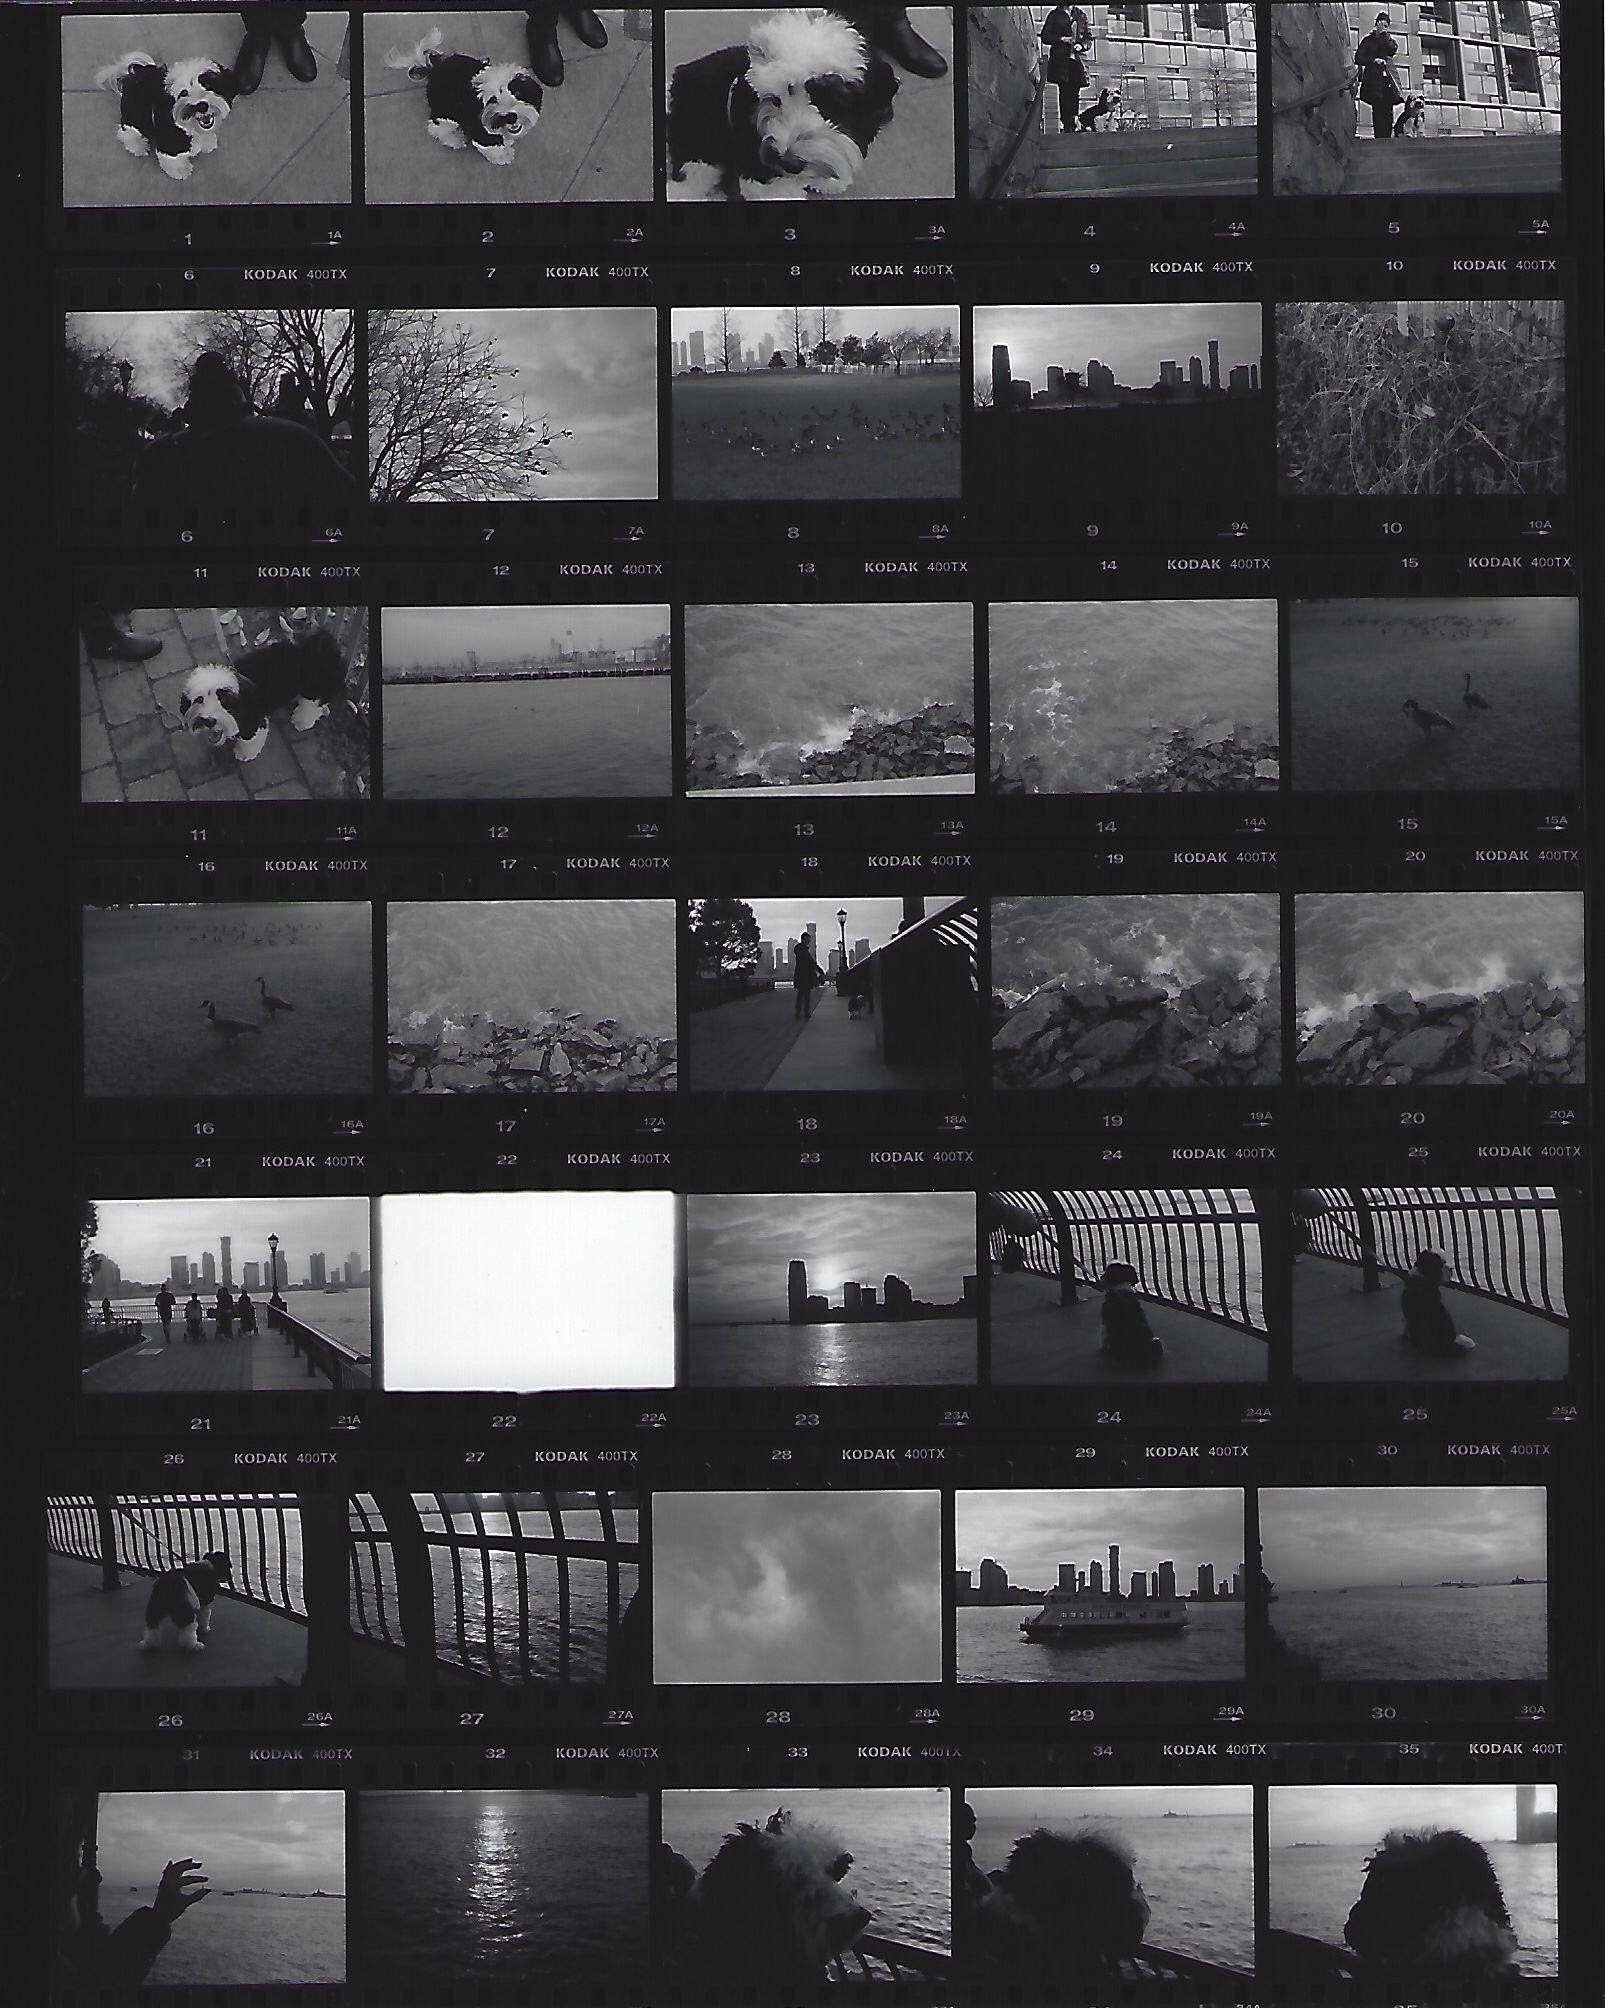 1 1A 2 2A 3 3A 4 4A 5 5A
6 KODAK 400TX 7 KODAK 400TX 8 KODAK 400TX 9 KODAK 400TX 10 KODAK 400TX
6 6A 7 7A 8 8A 9 9A 10 10A
11 KODAK 400TX 12 KODAK 400TX 13 KODAK 400TX 14 KODAK 400TX 15 KODAK 400TX
11 11A 12 12A 13 13A 14 14A 15 15A
16 KODAK 400TX 17 KODAK 400TX 18 KODAK 400TX 19 KODAK 400TX 20 KODAK 400TX
16 16A 17 17A 18 18A 19 19A 20 20A
21 KODAK 400TX 22 KODAK 400TX 23 KODAK 400TX 24 KODAK 400TX 25 KODAK 400TX
21 21A 22 22A 23 23A 24 24A 25 25A
26 KODAK 400TX 27 KODAK 400TX 28 KODAK 400TX 29 KODAK 400TX 30 KODAK 400TX
26 26A 27 27A 28 28A 29 29A 30 30A
31 KODAK 400TX 32 KODAK 400TX 33 KODAK 400TX 34 KODAK 400TX 35 KODAK 400T